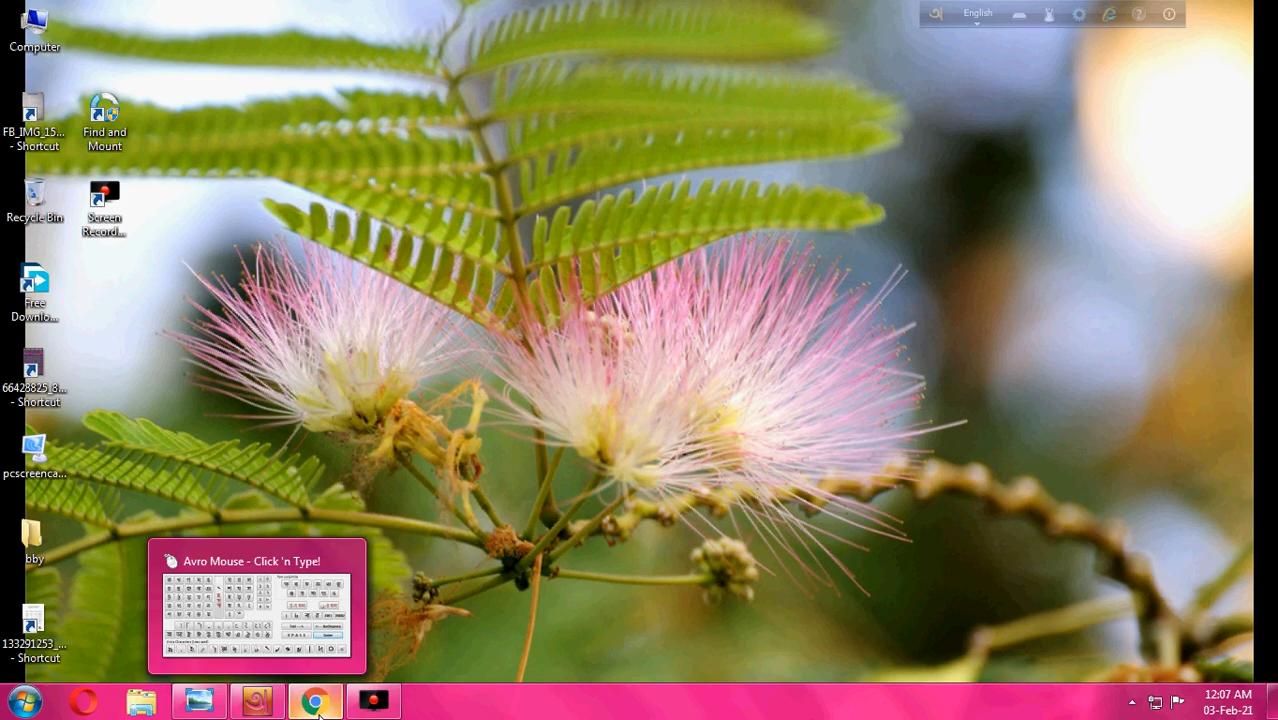 অ English
Computer
FB_IMG_15...
- Shortcut
Find and
Mount
Recycle Bin
Screen
Record...
Free
Downlo...
66428825_8...
- Shortcut
pcscreenca...
bby
133291253_...
- Shortcut
Avro Mouse - Click 'n Type!
12:07 AM
03-Feb-21